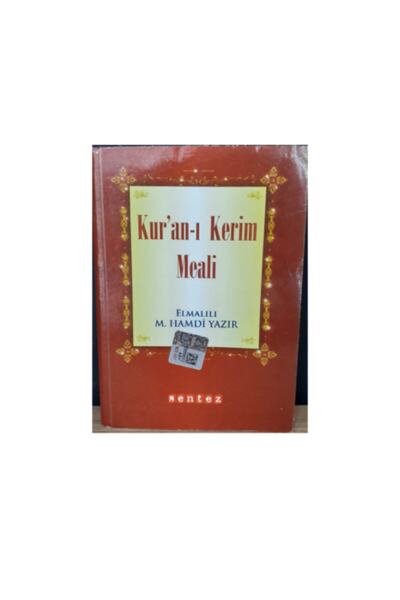 Kur'an-ı Kerim
Meali
ELMALILI
M. HAMDİ YAZIR
sentez